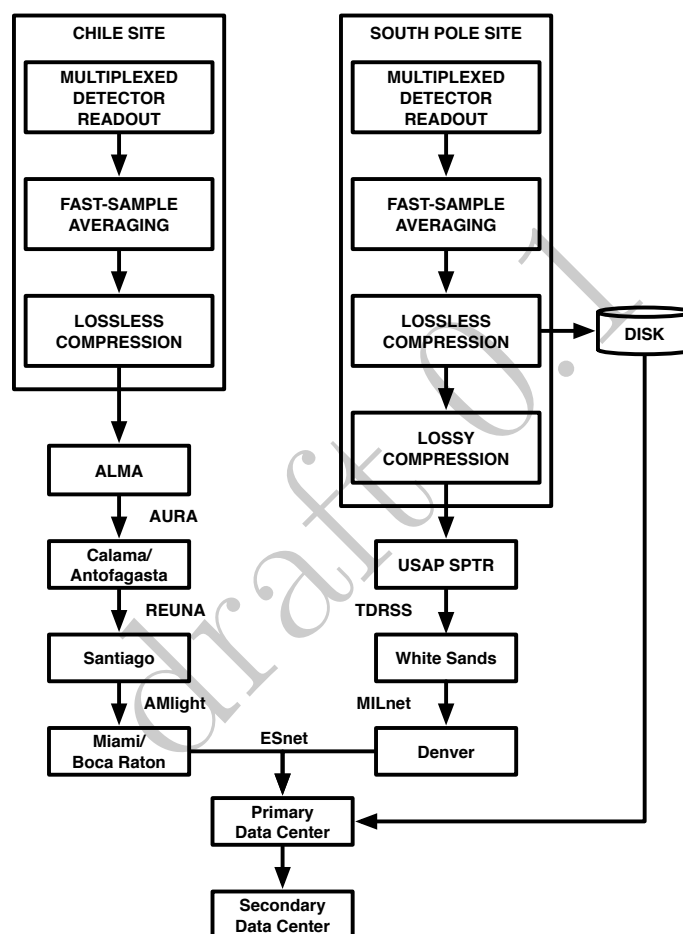 CHILE SITE
MULTIPLEXED
DETECTOR
READOUT
FAST-SAMPLE
AVERAGING
LOSSLESS
COMPRESSION
ALMA
AURA
Calama/
Antofagasta
REUNA
Santiago
AMlight
Miami/
Boca Raton
SOUTH POLE SITE
MULTIPLEXED
DETECTOR
READOUT
FAST-SAMPLE
AVERAGING
LOSSLESS
COMPRESSION
DISK
LOSSY
COMPRESSION
USAP SPTR
TDRSS
White Sands
MILnet
Denver
ESnet
Primary
Data Center
Secondary
Data Center
draft 0.1